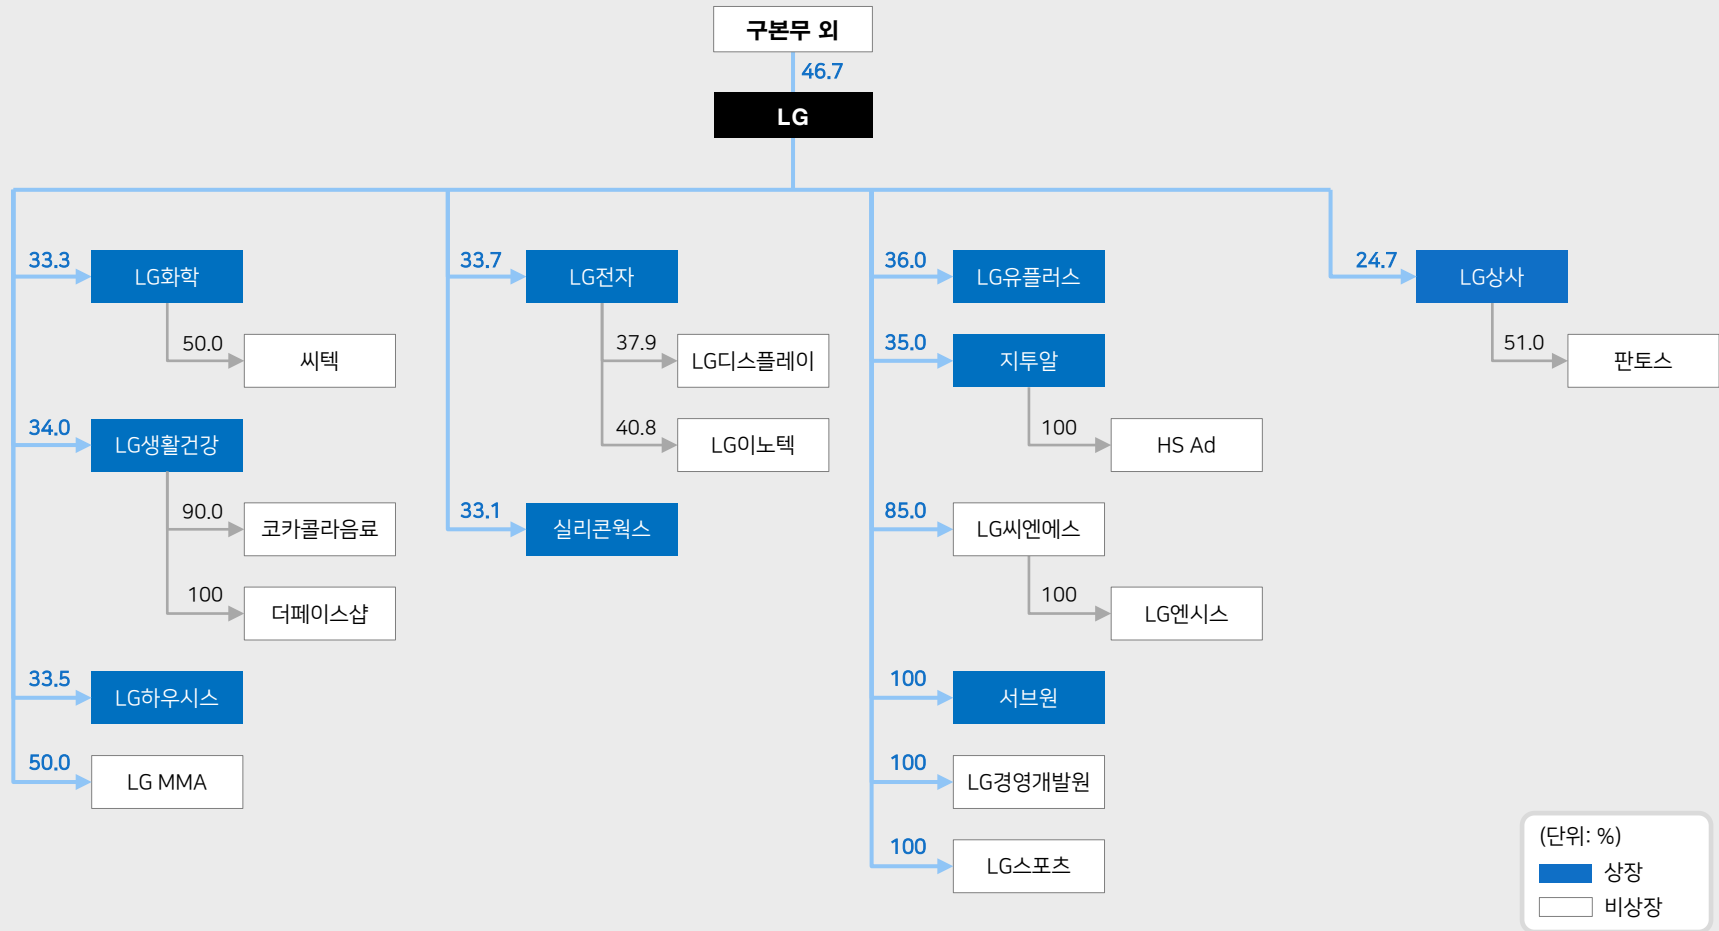 구본무 외
46.7
LG
33.3
LG화학
50.0
씨텍
34.0
LG생활건강
90.0
코카콜라음료
100
더페이스샵
33.5
LG하우시스
50.0
LG MMA
33.7
LG전자
37.9
LG디스플레이
40.8
LG이노텍
33.1
실리콘웍스
36.0
LG유플러스
35.0
지투알
100
HS Ad
85.0
LG씨엔에스
100
LG엔시스
100
서브원
100
LG경영개발원
100
LG스포츠
24.7
LG상사
51.0
판토스
(단위: %)
상장
비상장